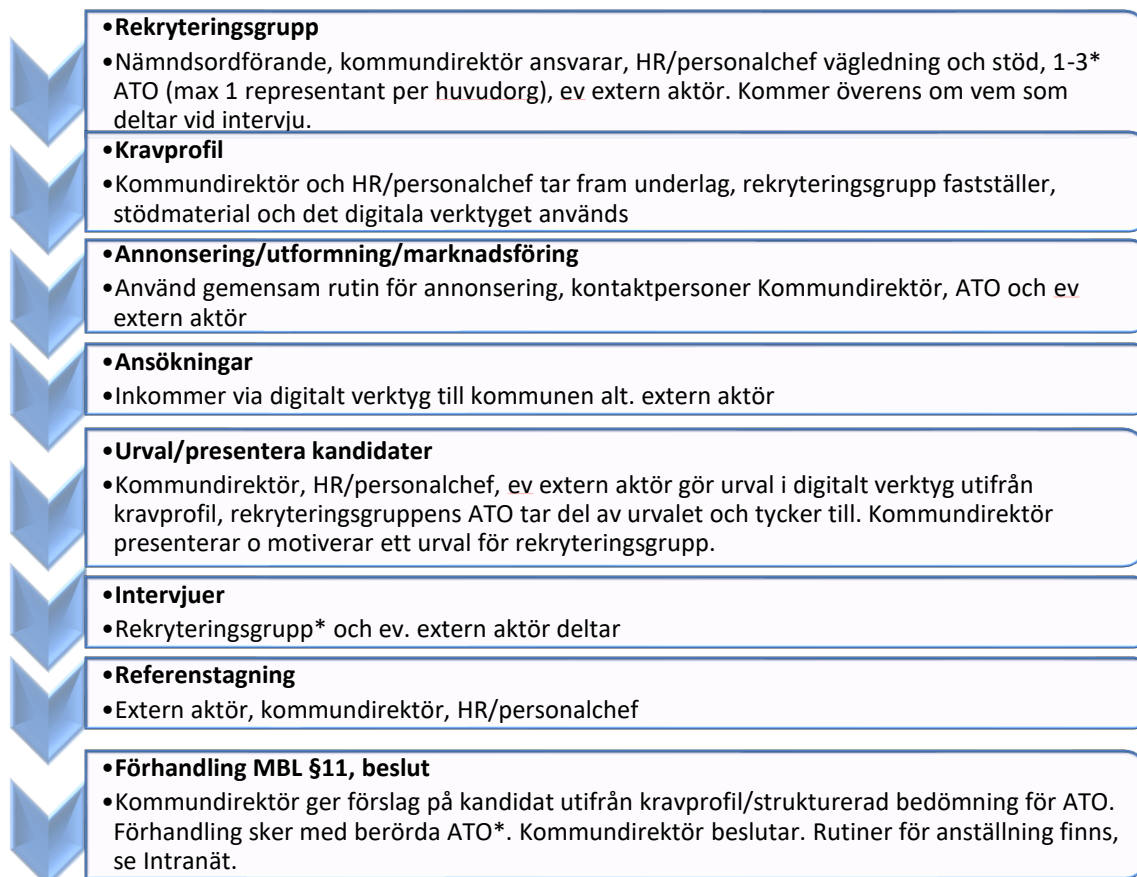 •Rekryteringsgrupp
•Nämndsordförande, kommundirektör ansvarar, HR/personalchef vägledning och stöd, 1-3*
ATO (max 1 representant per huvudorg), ev extern aktör. Kommer överens om vem som
deltar vid intervju.
•Kravprofil
•Kommundirektör och HR/personalchef tar fram underlag, rekryteringsgrupp fastställer,
stödmaterial och det digitala verktyget används
•Annonsering/utformning/marknadsföring
•Använd gemensam rutin för annonsering, kontaktpersoner Kommundirektör, ATO och ev
extern aktör
•Ansökningar
•Inkommer via digitalt verktyg till kommunen alt. extern aktör
•Urval/presentera kandidater
•Kommundirektör, HR/personalchef, ev extern aktör gör urval i digitalt verktyg utifrån
kravprofil, rekryteringsgruppens ATO tar del av urvalet och tycker till. Kommundirektör
presenterar o motiverar ett urval för rekryteringsgrupp.
•Intervjuer
•Rekryteringsgrupp* och ev. extern aktör deltar
•Referenstagning
•Extern aktör, kommundirektör, HR/personalchef
•Förhandling MBL §11, beslut
•Kommundirektör ger förslag på kandidat utifrån kravprofil/strukturerad bedömning för ATO.
Förhandling sker med berörda ATO*. Kommundirektör beslutar. Rutiner för anställning finns,
se Intranät.